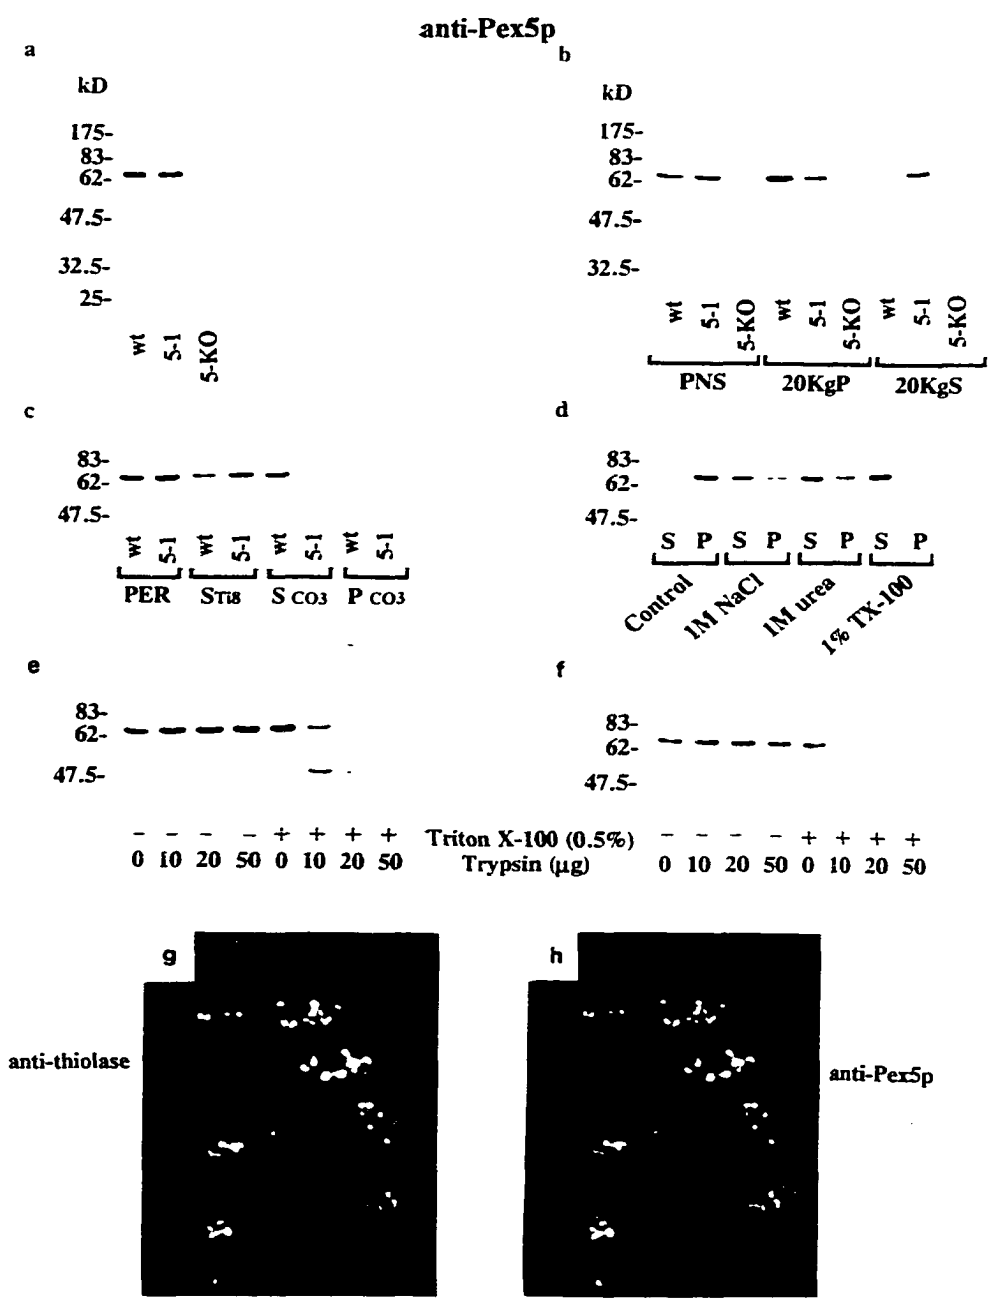 anti-Pex5p
a
kD
175-
83-
62-
47.5-
32.5-
25-
wt 5-1 5-KO
b
kD
175-
83-
62-
47.5-
32.5-
wt 5-1 5-KO wt 5-1 5-KO wt 5-1 5-KO
PNS 20KgP 20KgS
c
83-
62-
47.5-
wt 5-1 wt 5-1 wt 5-1 wt 5-1
PER STi8 S CO3 P CO3
d
83-
62-
47.5-
S P S P S P S P
Control 1M NaCl 1M urea 1% TX-100
e
83-
62-
47.5-
f
83-
62-
47.5-
− − − − + + + + Triton X-100 (0.5%) − − − − + + + +
0 10 20 50 0 10 20 50 Trypsin (µg) 0 10 20 50 0 10 20 50
g
h
anti-thiolase
anti-Pex5p